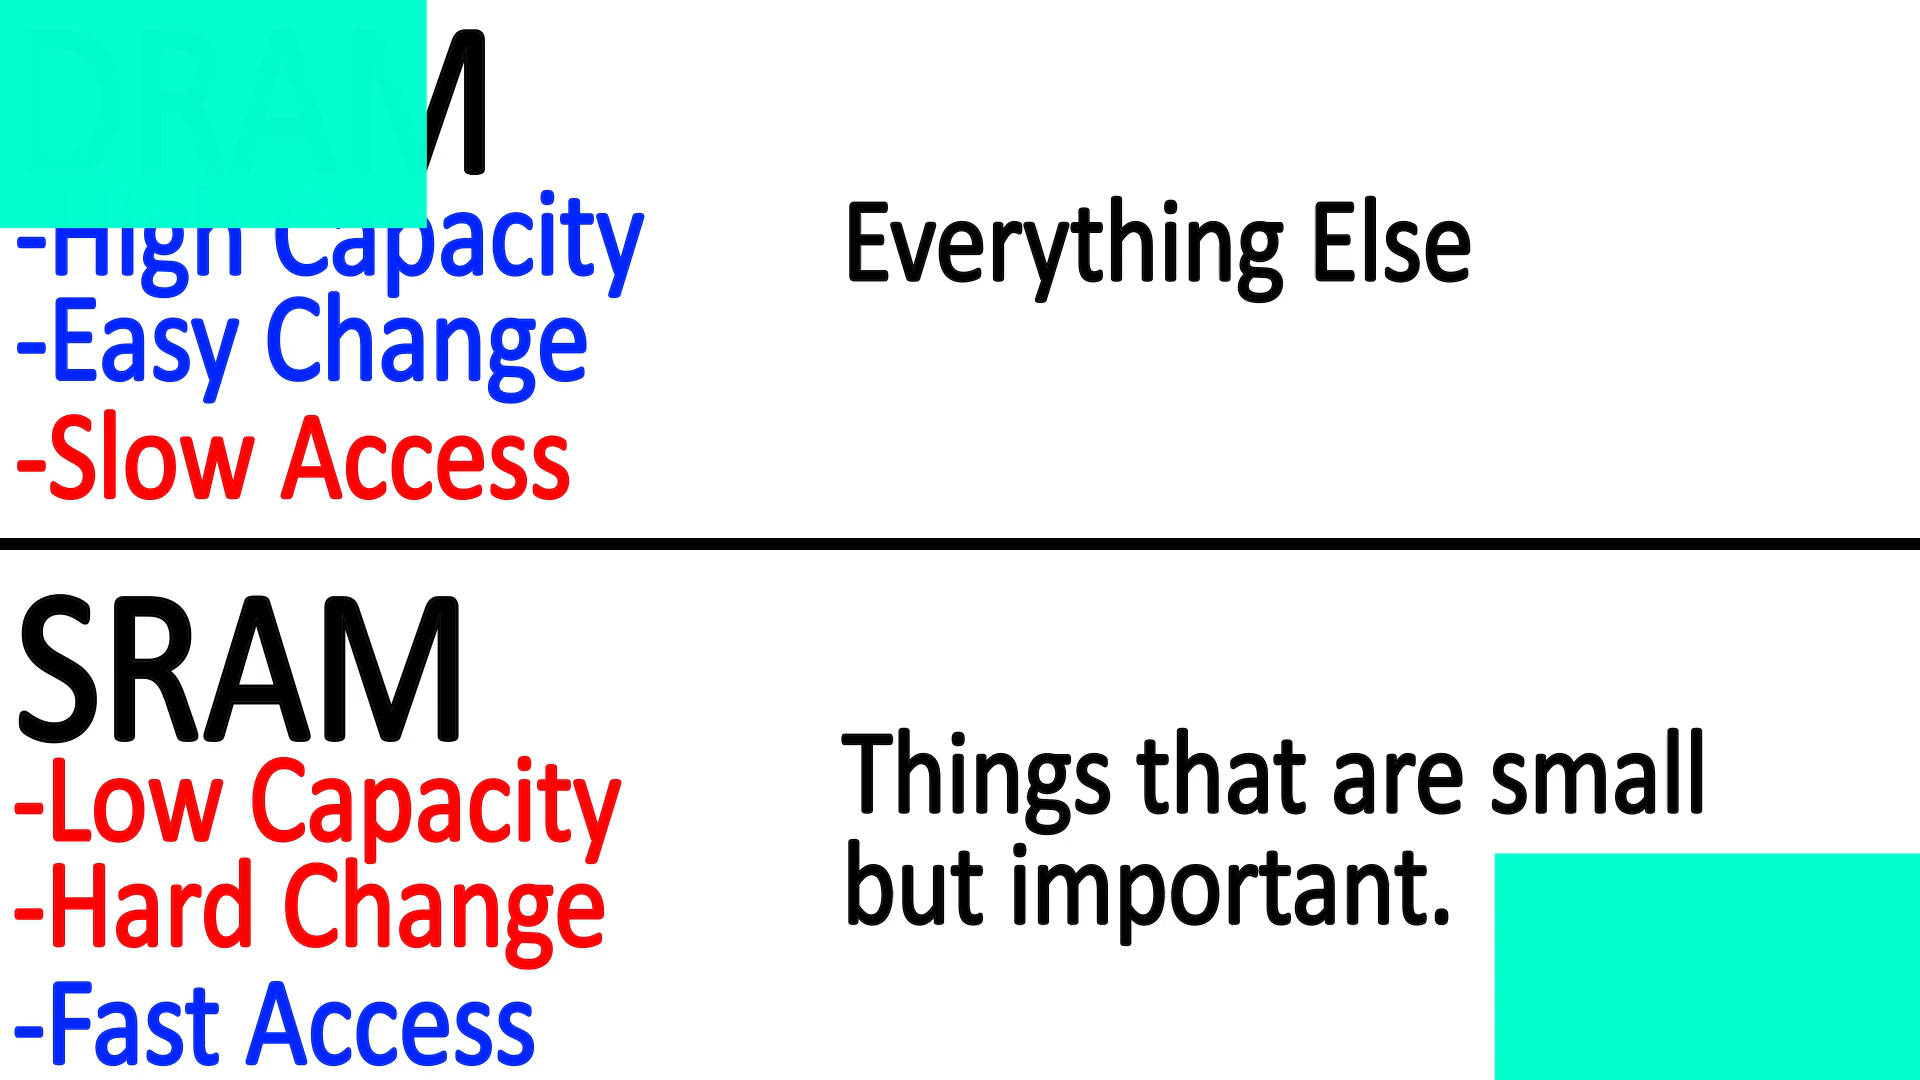 DRAM
-High Capacity
-Easy Change
-Slow Access
Everything Else
SRAM
-Low Capacity
-Hard Change
-Fast Access
Things that are small
but important.